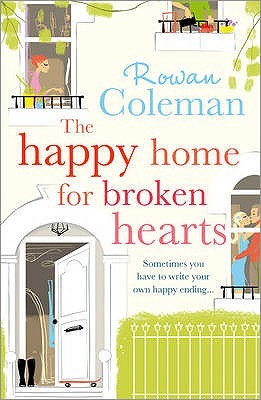 Rowan
Coleman
The
happy home
for broken
hearts
Sometimes you
have to write your
own happy ending...